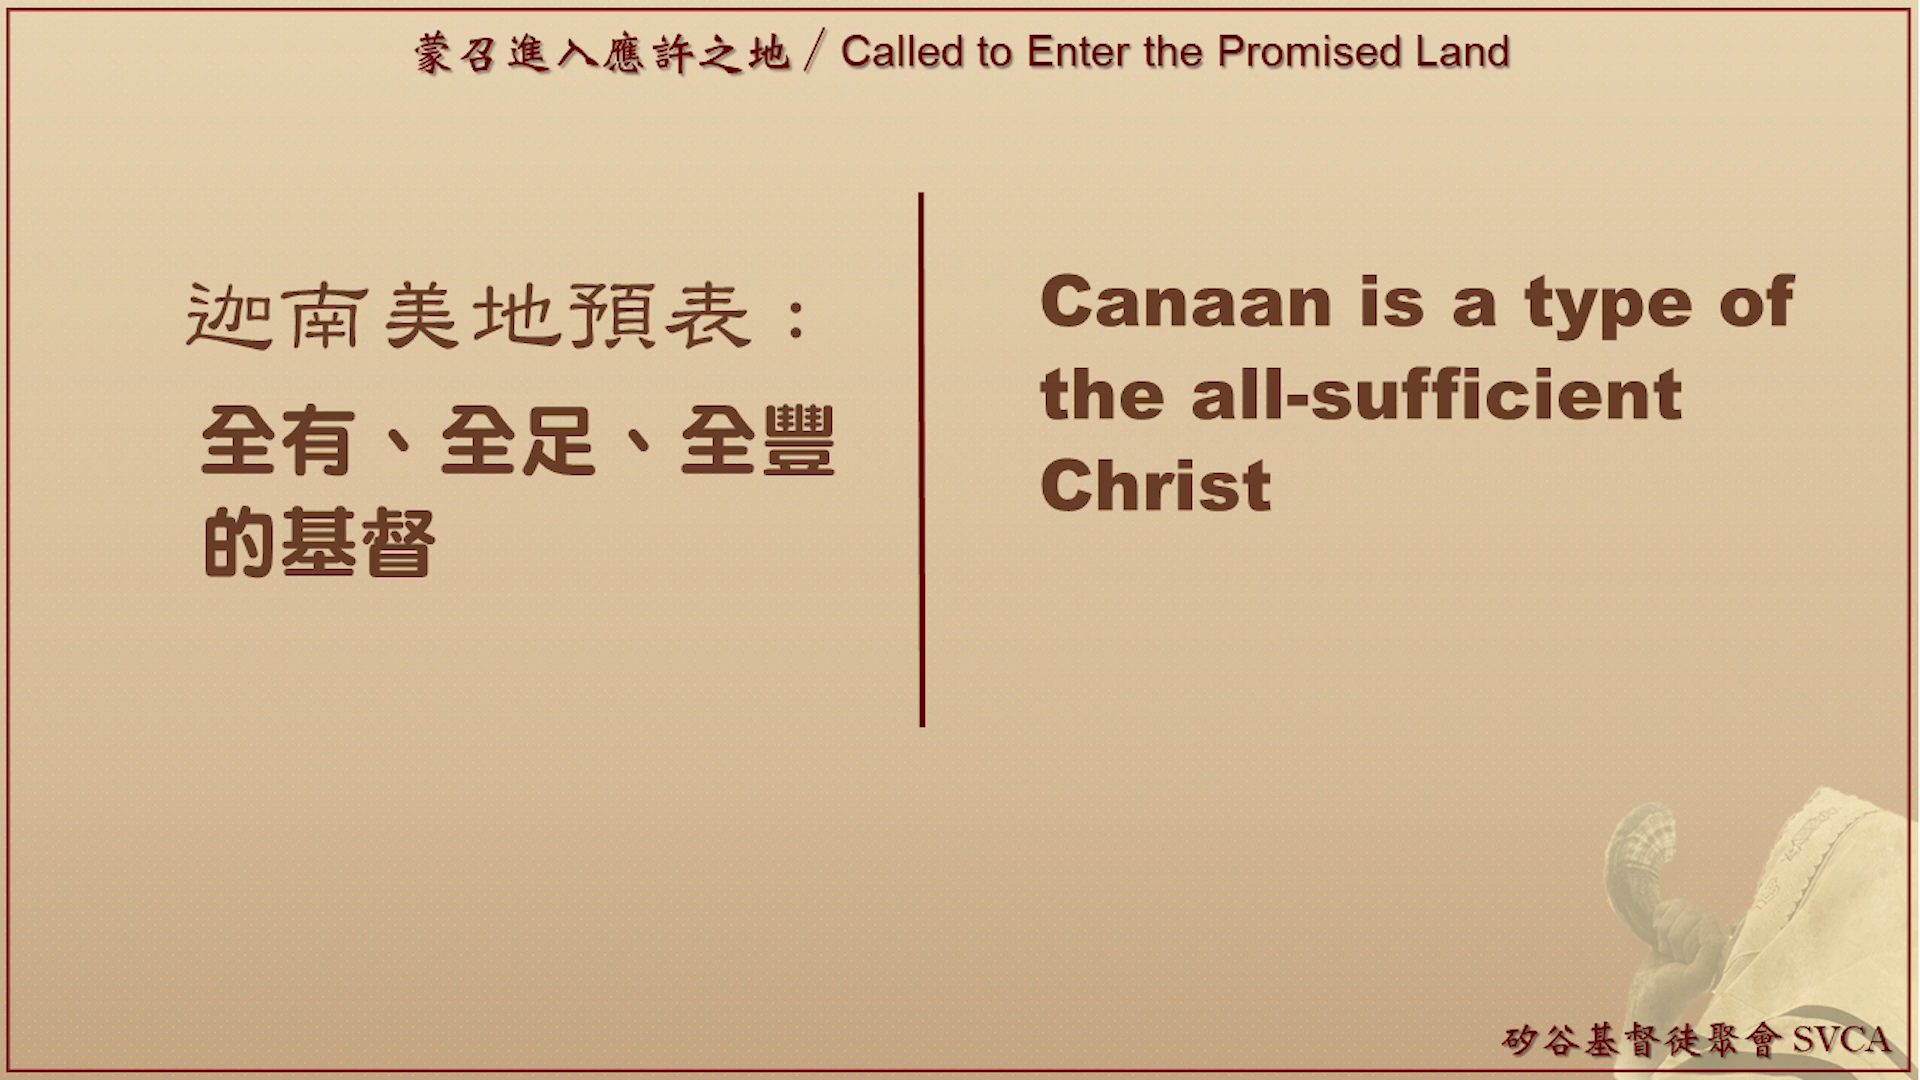 蒙召進入應許之地 / Called to Enter the Promised Land
迦南美地預表：
全有、全足、全豐
的基督
Canaan is a type of
the all-sufficient
Christ
矽谷基督徒聚會 SVCA